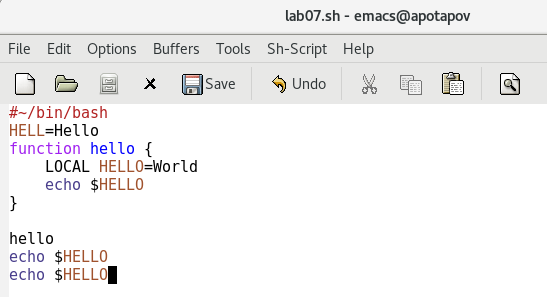 lab07.sh - emacs@apotapov
File Edit Options Buffers Tools Sh-Script Help
Save Undo
#~/bin/bash
HELL=Hello
function hello {
    LOCAL HELLO=World
    echo $HELLO
}
hello
echo $HELLO
echo $HELLO